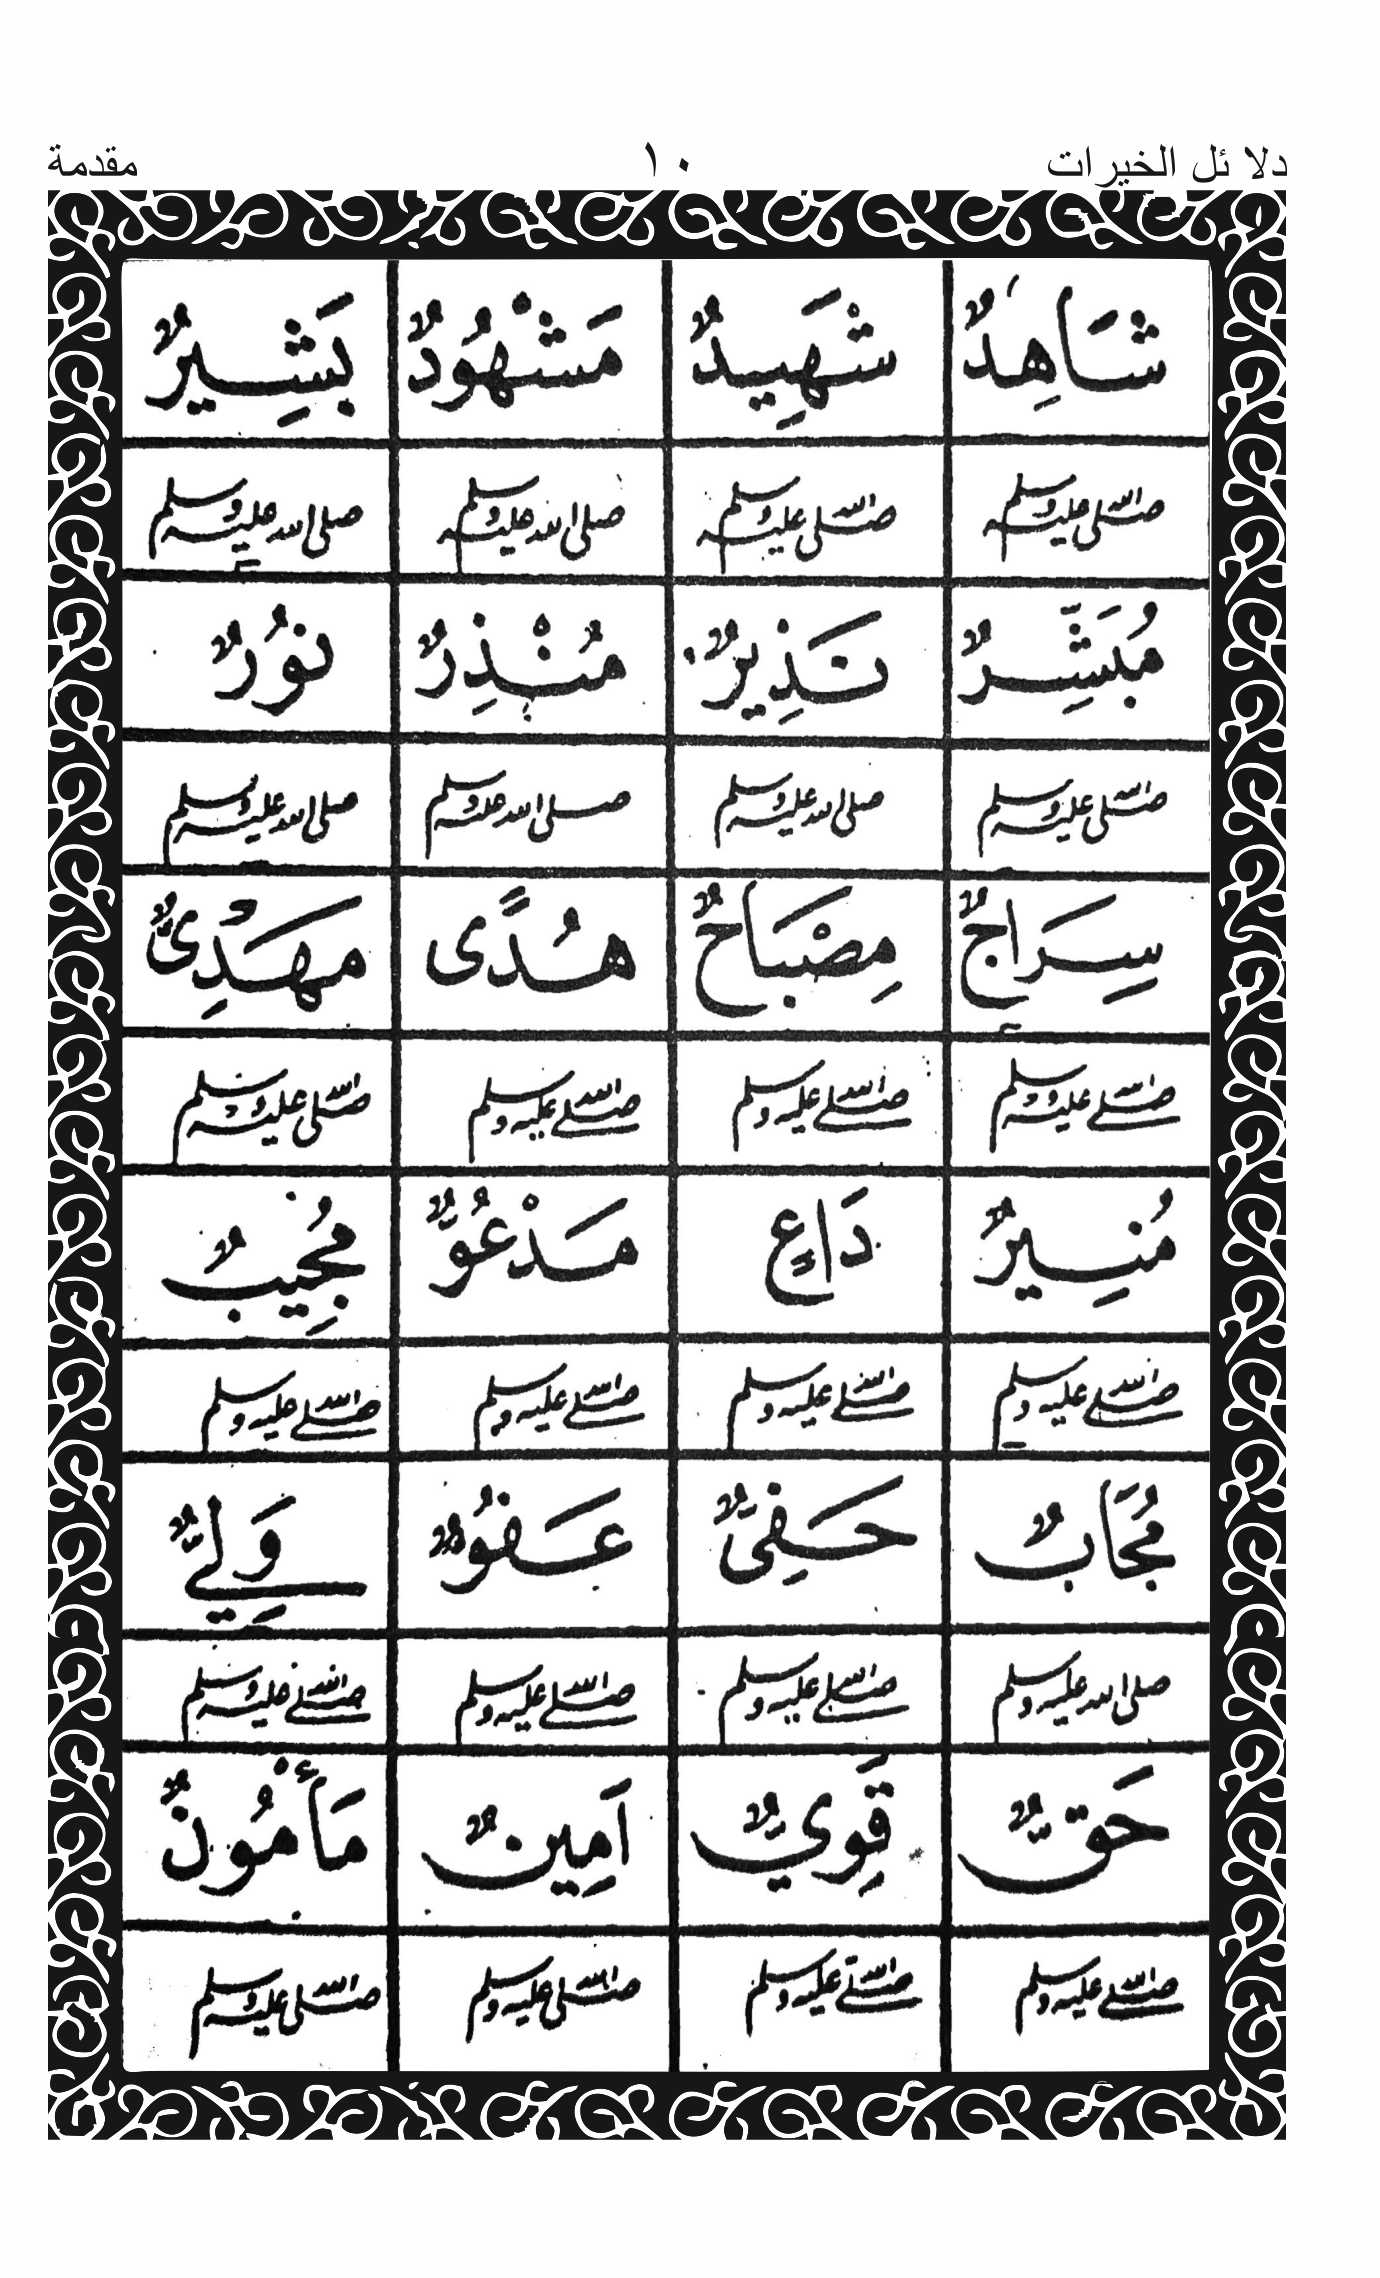 دلائل الخيرات ١٠ مقدمة
شَاهِدٌ شْهِيدٌ مَشْهُودٌ بَشِيرٌ
صلى الله عليه وسلم صلى الله عليه وسلم صلى الله عليه وسلم صلى الله عليه وسلم
مُبَشِّرٌ نَذِيرٌ مُنْذِرٌ نُورٌ
صلى الله عليه وسلم صلى الله عليه وسلم صلى الله عليه وسلم صلى الله عليه وسلم
سِرَاجٌ مِصْبَاحٌ هُدًى مَهْدِىٌّ
صلى الله عليه وسلم صلى الله عليه وسلم صلى الله عليه وسلم صلى الله عليه وسلم
مُنِيرٌ دَاعٍ مَدْعُوٌّ مُجِيبٌ
صلى الله عليه وسلم صلى الله عليه وسلم صلى الله عليه وسلم صلى الله عليه وسلم
مُجَابٌ حَفِىٌّ عَفُوٌّ وَلِيٌّ
صلى الله عليه وسلم صلى الله عليه وسلم صلى الله عليه وسلم صلى الله عليه وسلم
حَقٌّ قَوِيٌّ اَمِينٌ مَأْمُونٌ
صلى الله عليه وسلم صلى الله عليه وسلم صلى الله عليه وسلم صلى الله عليه وسلم